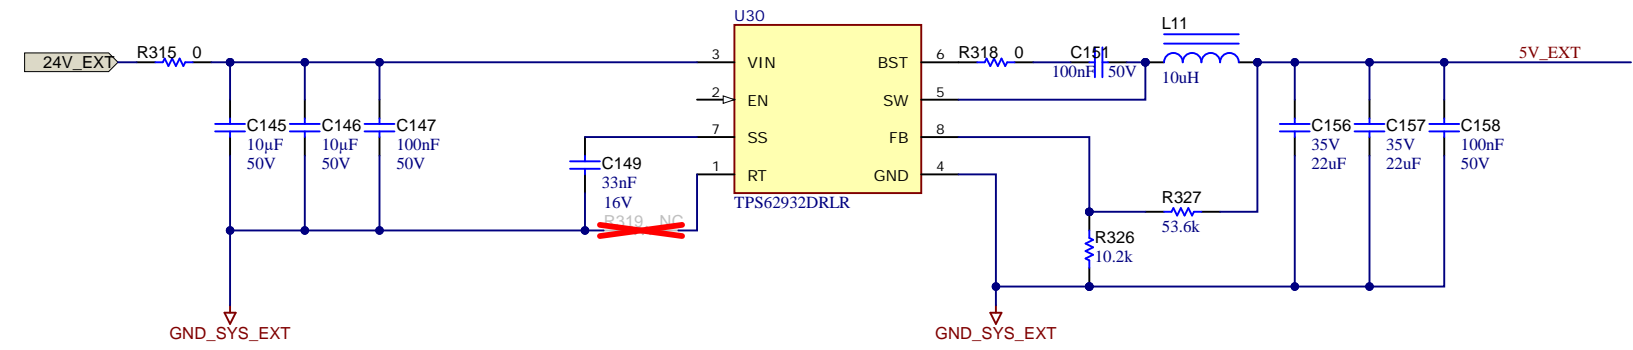 U30
24V_EXT
R315 0
3 VIN
2 EN
7 SS
1 RT
BST 6
SW 5
FB 8
GND 4
TPS62932DRLR
R318 0
C151
100nF 50V
L11
10uH
5V_EXT
C145
10µF
50V
C146
10µF
50V
C147
100nF
50V
C149
33nF
16V
R319 NC
R327
53.6k
R326
10.2k
C156
35V
22uF
C157
35V
22uF
C158
100nF
50V
GND_SYS_EXT
GND_SYS_EXT